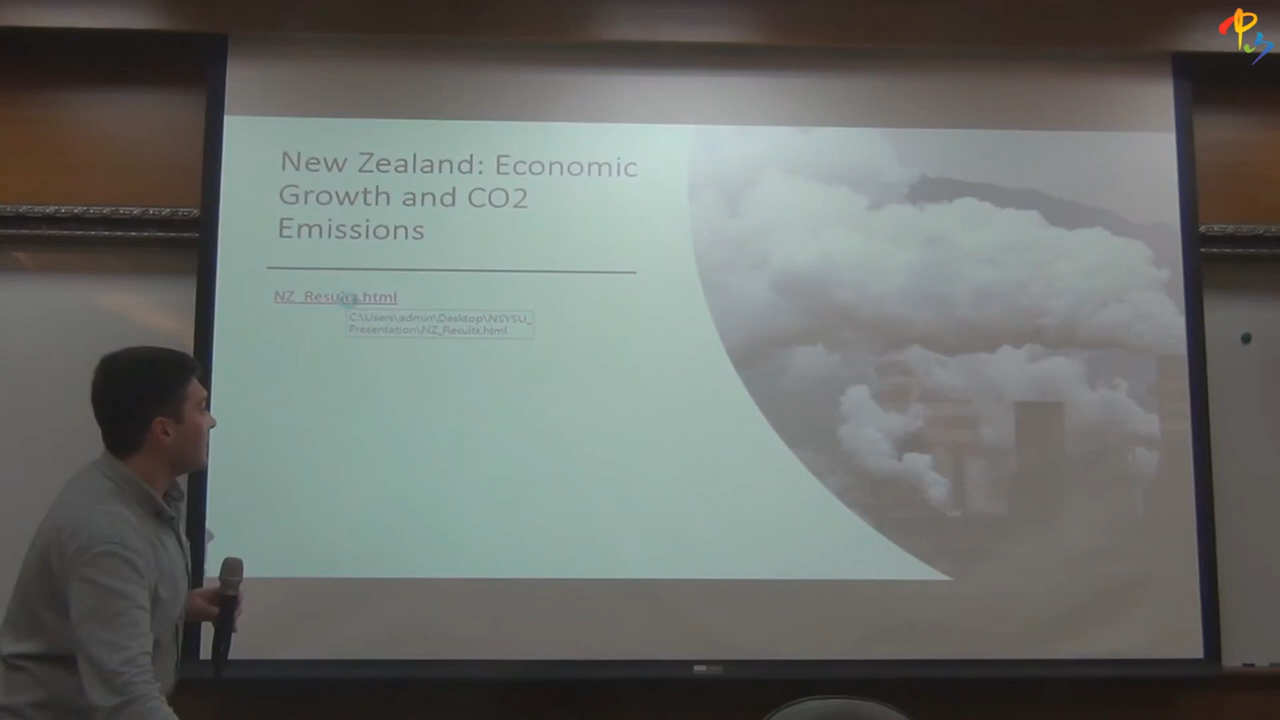 New Zealand: Economic
Growth and CO2
Emissions
NZ_Results.html
C:\Users\admin\Desktop\NSYSU_
Presentation\NZ_Results.html